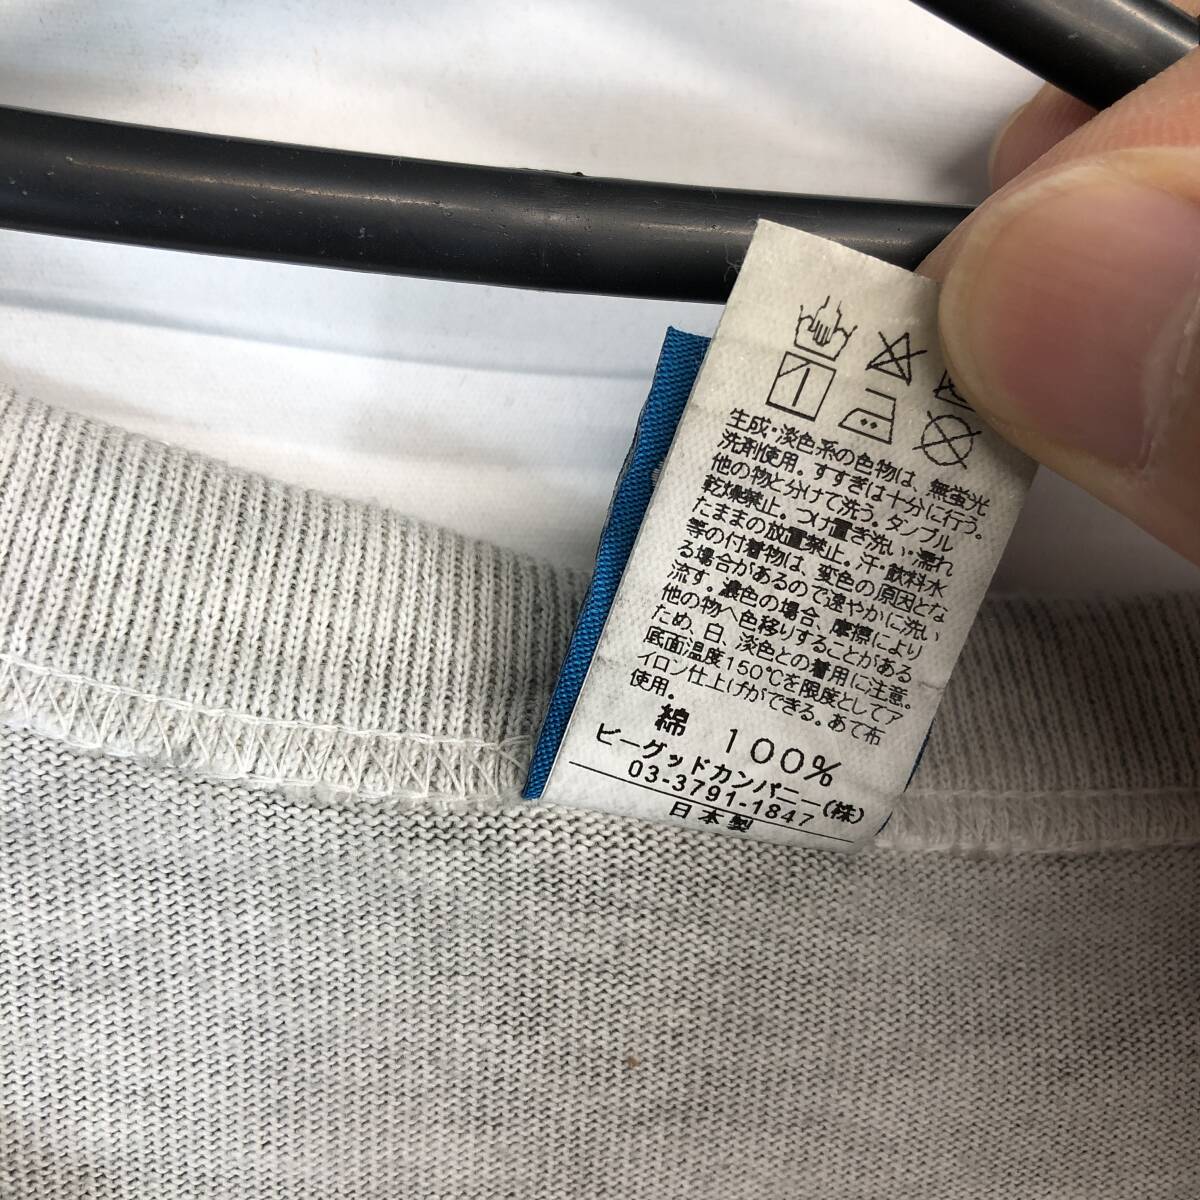 生成・淡色系の色物は、無蛍光
洗剤使用。すすぎは十分に行う。
他の物と分けて洗う。タンブル
乾燥禁止。つけ置き洗い・濡れ
たままの放置禁止。汗・飲料水
等の付着物は、変色の原因とな
る場合があるので速やかに洗い
流す。濃色の場合、摩擦により
他の物へ色移りすることがある
ため、白、淡色との着用に注意。
底面温度150℃を限度としてア
イロン仕上げができる。あて布
使用。
綿 100%
ビーグッドカンパニー(株)
03-3791-1847
日本製